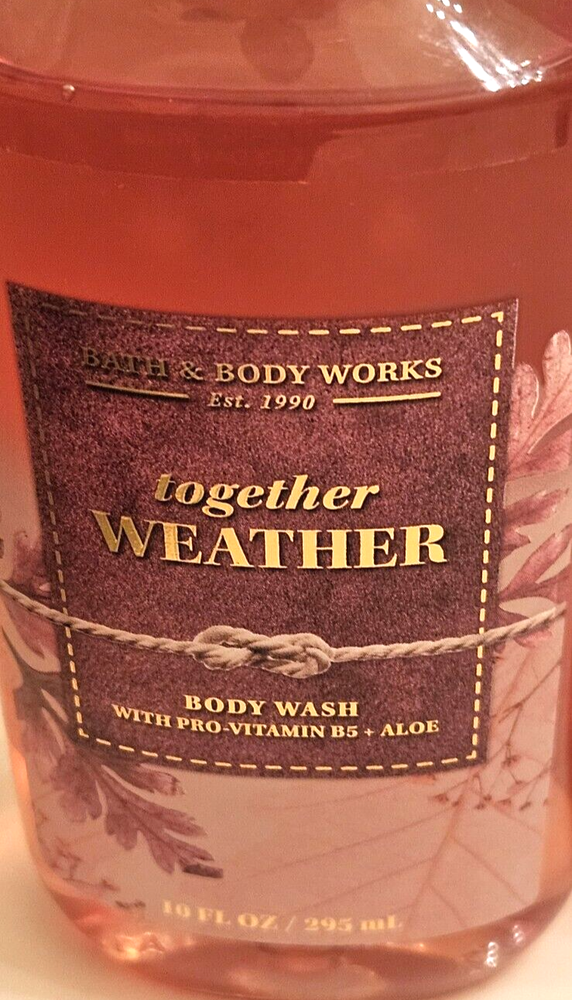 BATH & BODY WORKS
Est. 1990
together
WEATHER
BODY WASH
WITH PRO-VITAMIN B5 + ALOE
10 FL OZ / 295 mL